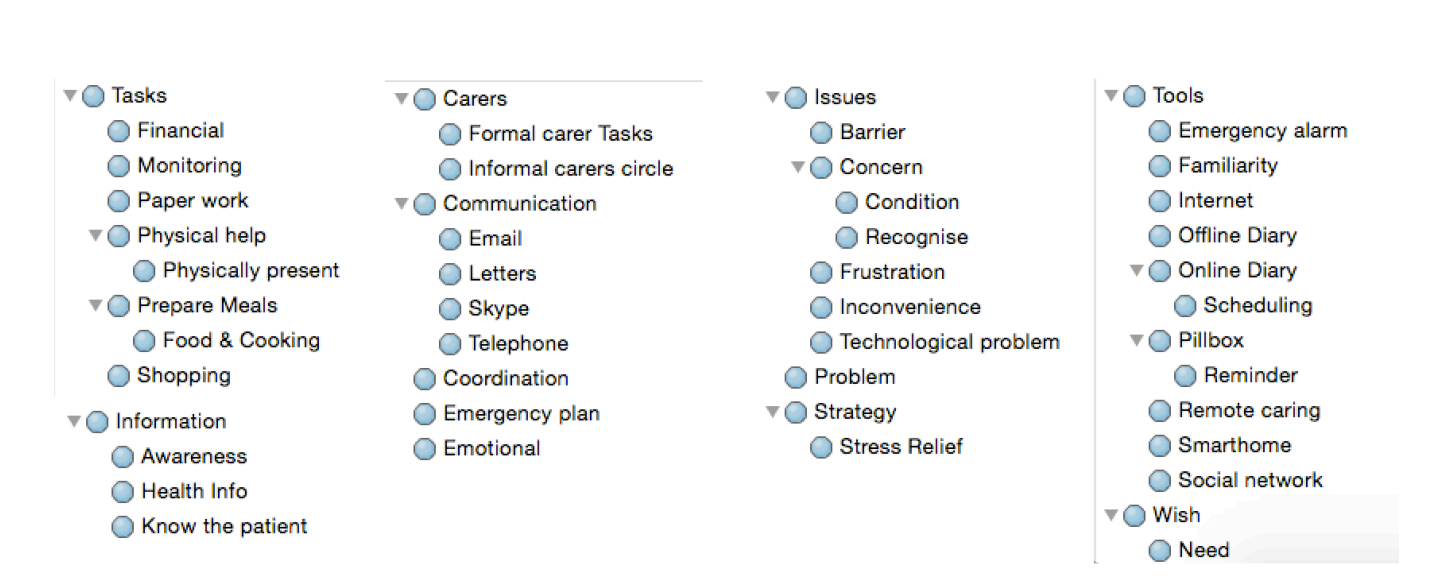 Tasks
Financial
Monitoring
Paper work
Physical help
Physically present
Prepare Meals
Food & Cooking
Shopping
Information
Awareness
Health Info
Know the patient
Carers
Formal carer Tasks
Informal carers circle
Communication
Email
Letters
Skype
Telephone
Coordination
Emergency plan
Emotional
Issues
Barrier
Concern
Condition
Recognise
Frustration
Inconvenience
Technological problem
Problem
Strategy
Stress Relief
Tools
Emergency alarm
Familiarity
Internet
Offline Diary
Online Diary
Scheduling
Pillbox
Reminder
Remote caring
Smarthome
Social network
Wish
Need